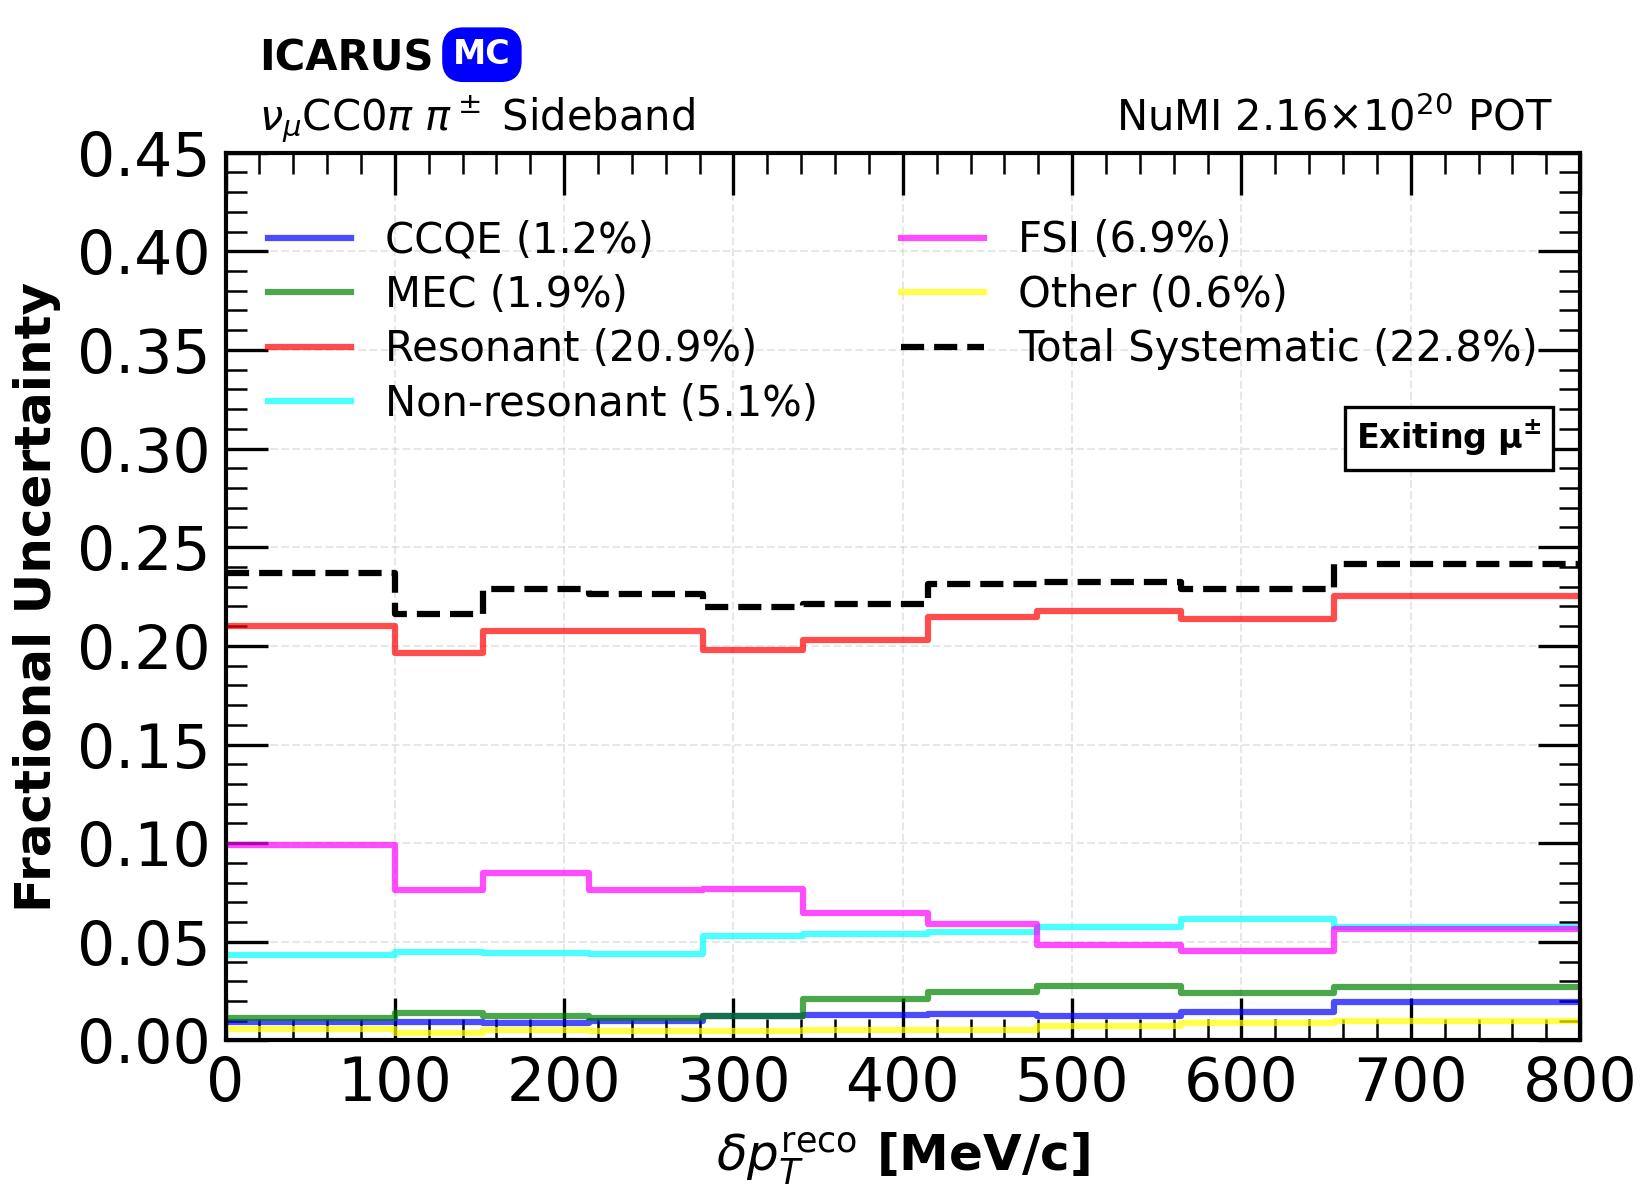 ICARUS MC
νμCC0π π± Sideband
NuMI 2.16×10²⁰ POT
0.45
0.40
0.35
0.30
0.25
0.20
0.15
0.10
0.05
0.00
Fractional Uncertainty
CCQE (1.2%)
MEC (1.9%)
Resonant (20.9%)
Non-resonant (5.1%)
FSI (6.9%)
Other (0.6%)
Total Systematic (22.8%)
Exiting μ±
0 100 200 300 400 500 600 700 800
δp_T^reco [MeV/c]